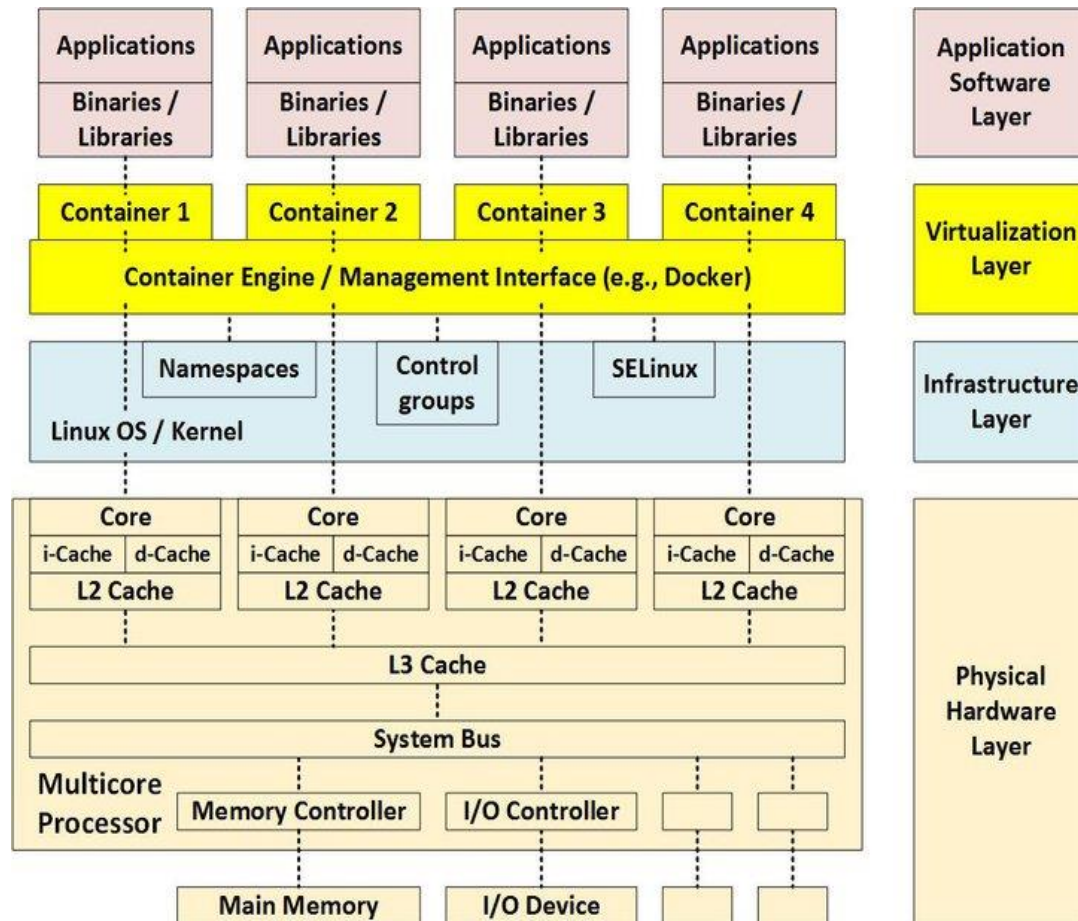 Applications
Applications
Applications
Applications
Application
Software
Layer
Binaries /
Libraries
Binaries /
Libraries
Binaries /
Libraries
Binaries /
Libraries
Container 1
Container 2
Container 3
Container 4
Virtualization
Layer
Container Engine / Management Interface (e.g., Docker)
Namespaces
Control
groups
SELinux
Linux OS / Kernel
Infrastructure
Layer
Core
Core
Core
Core
i-Cache
d-Cache
i-Cache
d-Cache
i-Cache
d-Cache
i-Cache
d-Cache
L2 Cache
L2 Cache
L2 Cache
L2 Cache
L3 Cache
System Bus
Physical
Hardware
Layer
Multicore
Processor
Memory Controller
I/O Controller
Main Memory
I/O Device